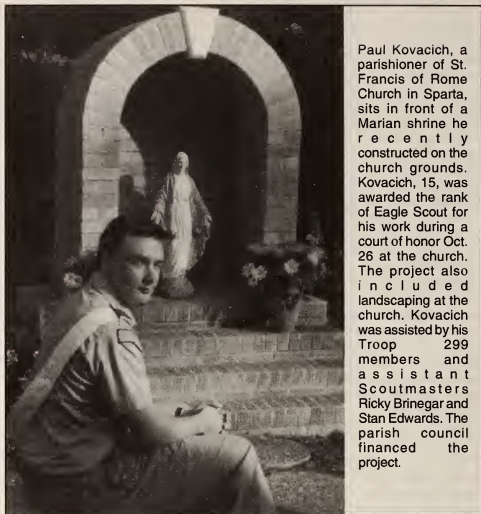 Paul Kovacich, a
parishioner of St.
Francis of Rome
Church in Sparta,
sits in front of a
Marian shrine he
recently
constructed on the
church grounds.
Kovacich, 15, was
awarded the rank
of Eagle Scout for
his work during a
court of honor Oct.
26 at the church.
The project also
included
landscaping at the
church. Kovacich
was assisted by his
Troop 299
members and
assistant
Scoutmasters
Ricky Brinegar and
Stan Edwards. The
parish council
financed the
project.